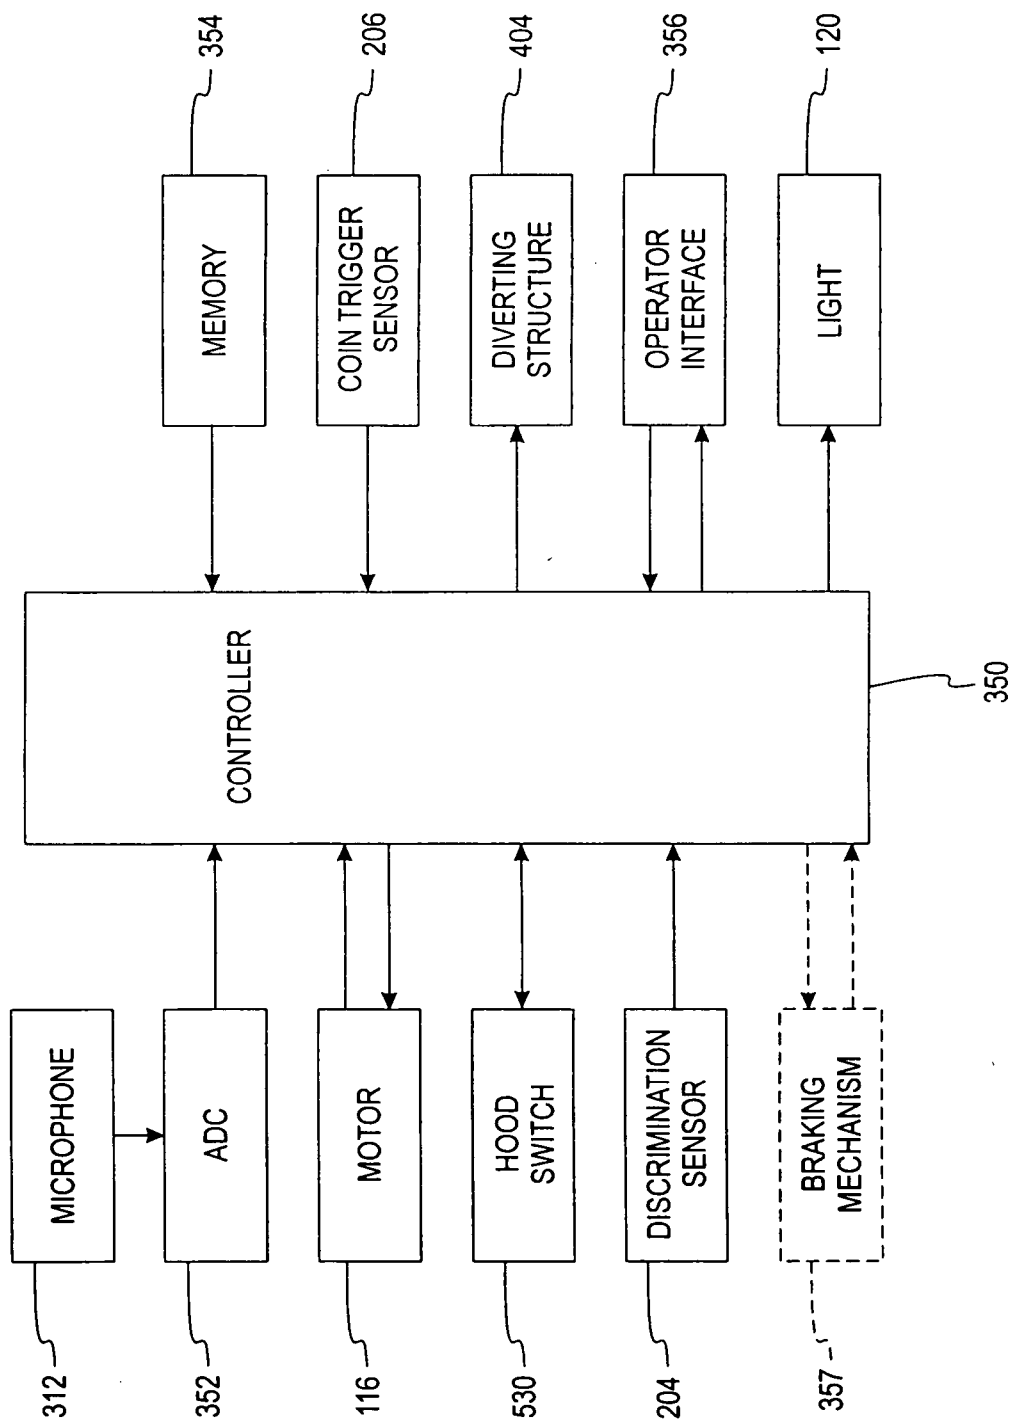 312
MICROPHONE
352
ADC
116
MOTOR
530
HOOD
SWITCH
204
DISCRIMINATION
SENSOR
357
BRAKING
MECHANISM
CONTROLLER
350
MEMORY
354
COIN TRIGGER
SENSOR
206
DIVERTING
STRUCTURE
404
OPERATOR
INTERFACE
356
LIGHT
120